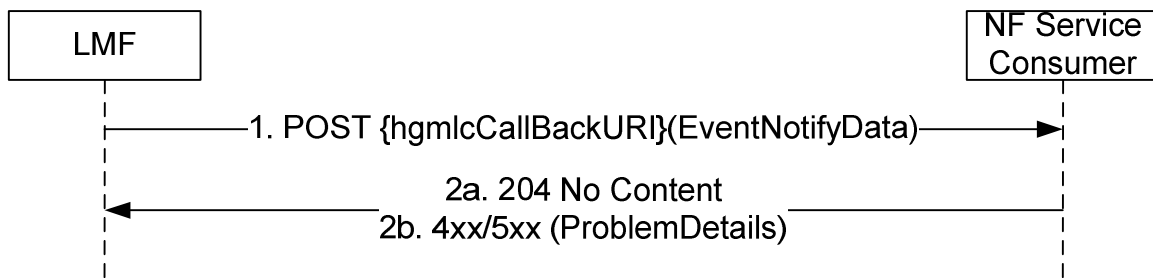 LMF
NF Service
Consumer
1. POST {hgmlcCallBackURI}(EventNotifyData)
2a. 204 No Content
2b. 4xx/5xx (ProblemDetails)